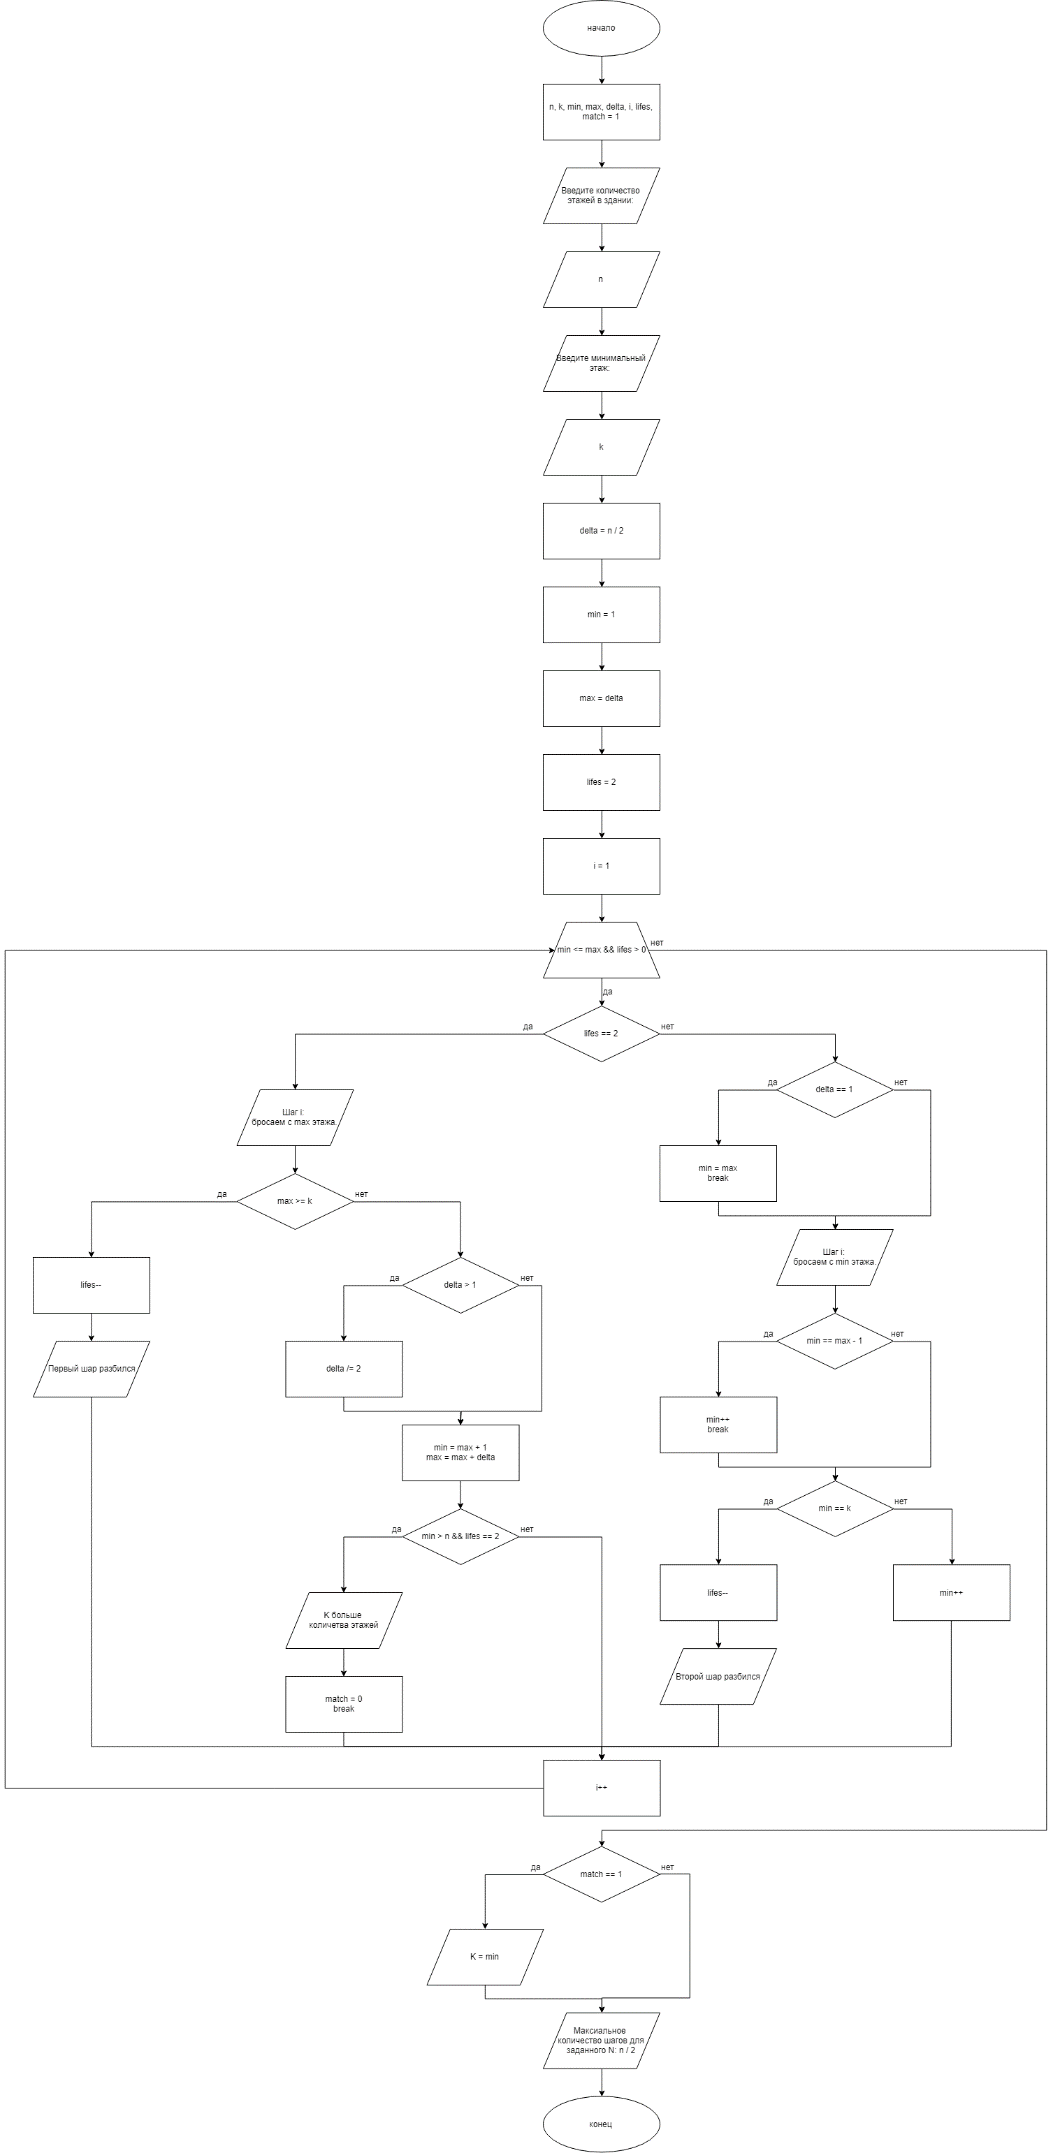 начало
n, k, min, max, delta, i, lifes,
match = 1
Введите количество
этажей в здании:
n
Введите минимальный
этаж:
k
delta = n / 2
min = 1
max = delta
lifes = 2
i = 1
min <= max && lifes > 0
нет
да
lifes == 2
да
нет
delta == 1
да
нет
Шаг i:
бросаем с max этажа.
min = max
break
max >= k
да
нет
Шаг i:
бросаем с min этажа.
lifes--
delta > 1
да
нет
min == max - 1
да
нет
Первый шар разбился
delta /= 2
min++
break
min = max + 1
max = max + delta
min > n && lifes == 2
да
нет
min == k
да
нет
K больше
количетва этажей
lifes--
min++
match = 0
break
Второй шар разбился
i++
match == 1
да
нет
K = min
Максиальное
количество шагов для
заданного N: n / 2
конец